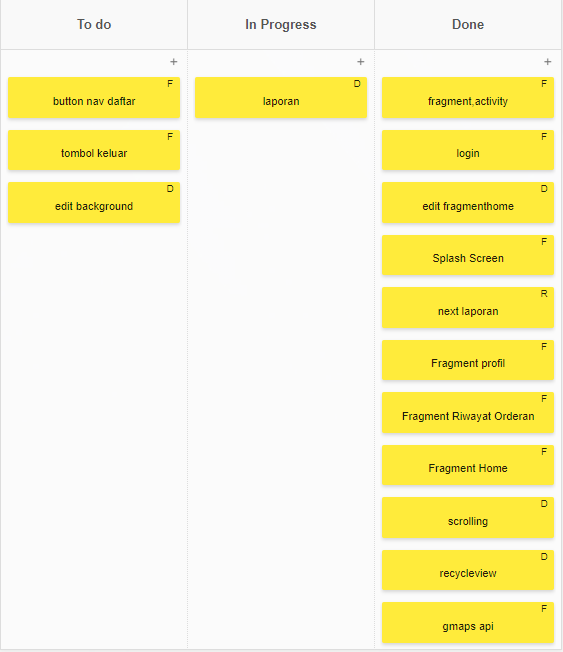 To do
+
F
button nav daftar
F
tombol keluar
D
edit background
In Progress
+
D
laporan
Done
+
F
fragment,activity
F
login
D
edit fragmenthome
F
Splash Screen
R
next laporan
F
Fragment profil
F
Fragment Riwayat Orderan
F
Fragment Home
D
scrolling
D
recycleview
F
gmaps api